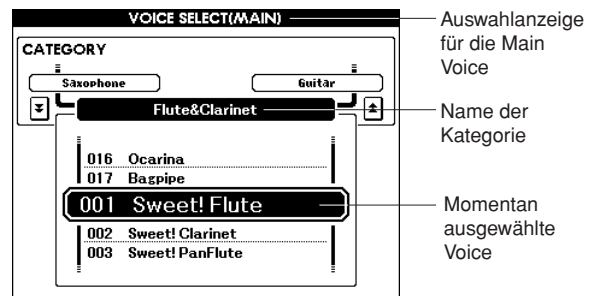 VOICE SELECT(MAIN)
Auswahlanzeige
für die Main
Voice
CATEGORY
Saxophone
Guitar
Flute&Clarinet
Name der
Kategorie
016 Ocarina
017 Bagpipe
001 Sweet! Flute
Momentan
ausgewählte
Voice
002 Sweet! Clarinet
003 Sweet! PanFlute